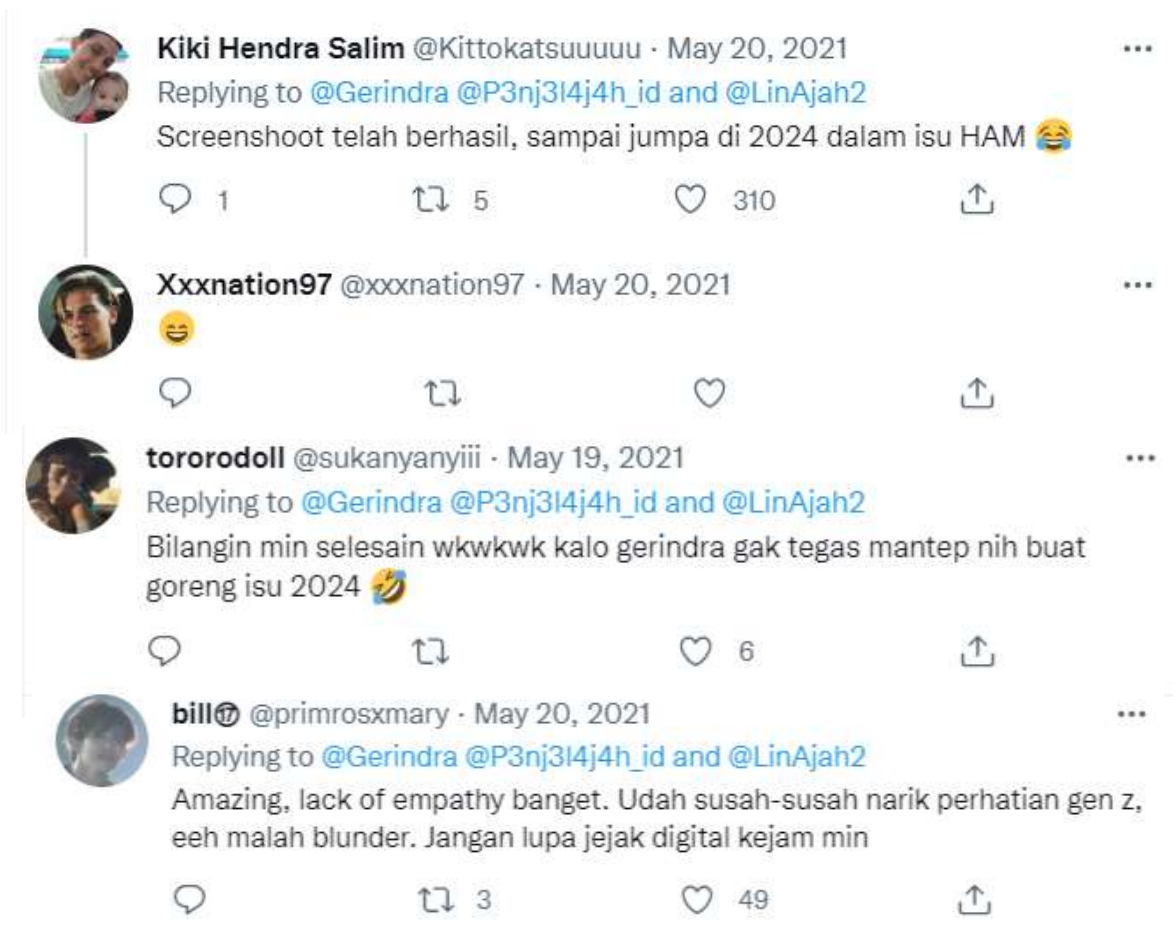 Kiki Hendra Salim @Kittokatsuuuuu · May 20, 2021
Replying to @Gerindra @P3nj3l4j4h_id and @LinAjah2
Screenshoot telah berhasil, sampai jumpa di 2024 dalam isu HAM 😂
1 5 310
Xxxnation97 @xxxnation97 · May 20, 2021
😄
tororodoll @sukanyanyiii · May 19, 2021
Replying to @Gerindra @P3nj3l4j4h_id and @LinAjah2
Bilangin min selesain wkwkwk kalo gerindra gak tegas mantep nih buat
goreng isu 2024 🤣
6
bill⑰ @primrosxmary · May 20, 2021
Replying to @Gerindra @P3nj3l4j4h_id and @LinAjah2
Amazing, lack of empathy banget. Udah susah-susah narik perhatian gen z,
eeh malah blunder. Jangan lupa jejak digital kejam min
3 49